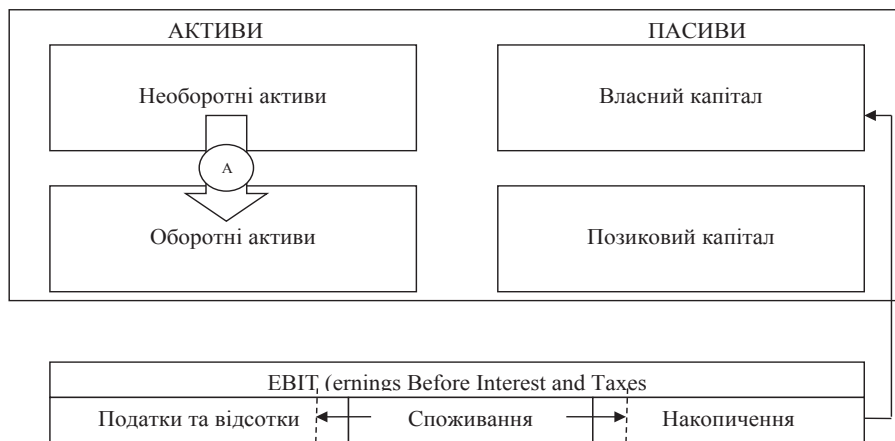 АКТИВИ ПАСИВИ
Необоротні активи Власний капітал
А
Оборотні активи Позиковий капітал
EBIT (ernings Before Interest and Taxes
Податки та відсотки Споживання Накопичення